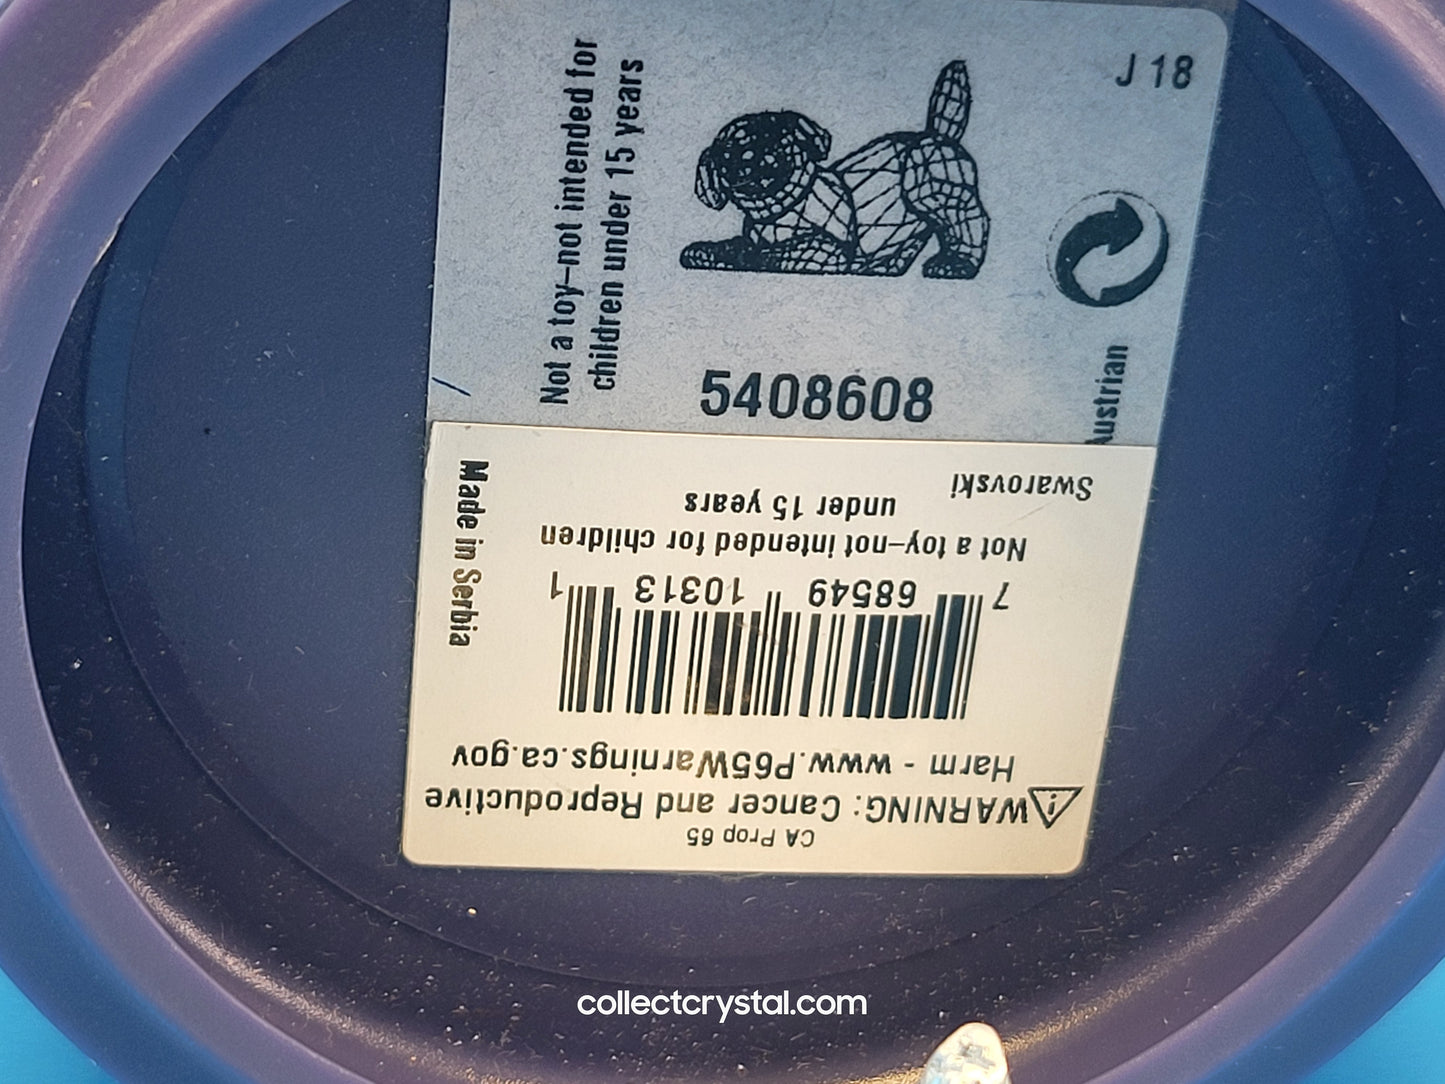 J 18
Not a toy–not intended for
children under 15 years
5408608
Made in Serbia
Swarovski
Not a toy–not intended for children
under 15 years
7 68549 10313 1
CA Prop 65
WARNING: Cancer and Reproductive
Harm - www.P65Warnings.ca.gov
collectcrystal.com